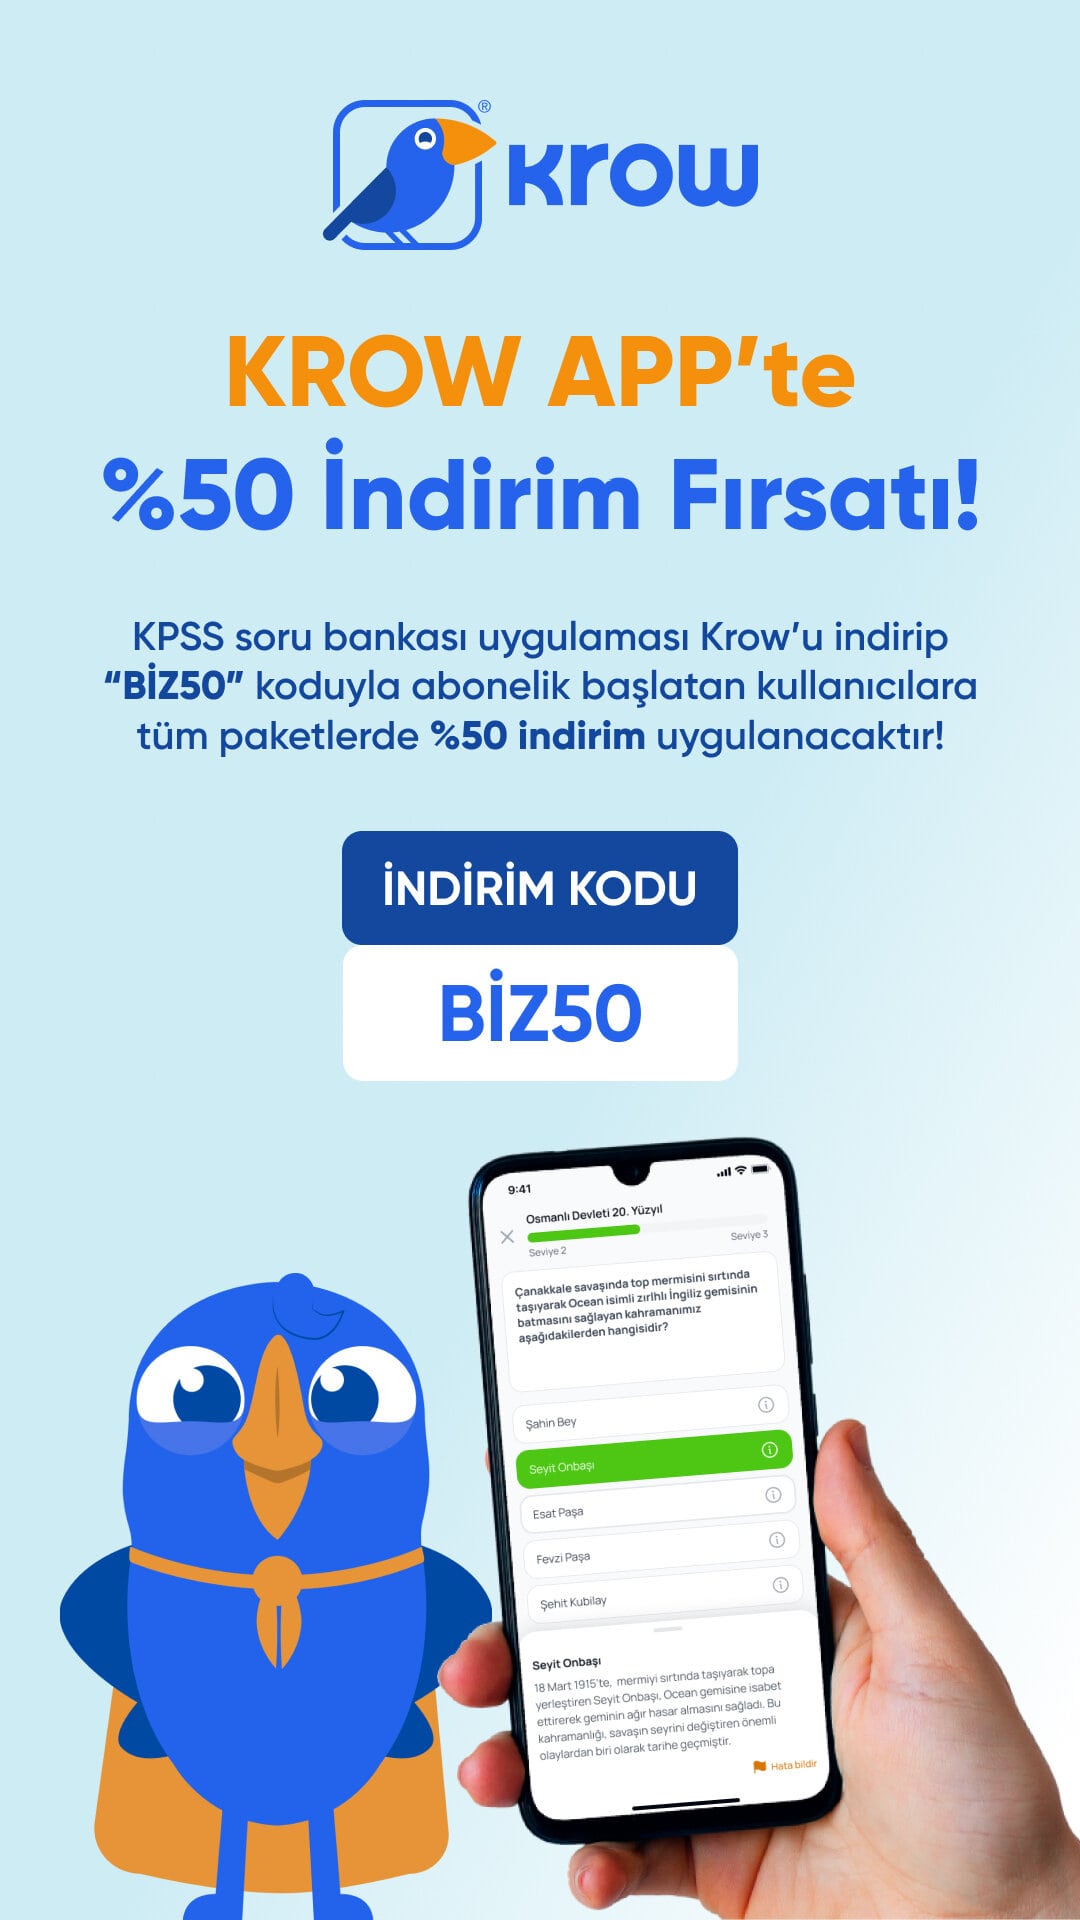 ®
krow
KROW APP’te
%50 İndirim Fırsatı!
KPSS soru bankası uygulaması Krow’u indirip
“BİZ50” koduyla abonelik başlatan kullanıcılara
tüm paketlerde %50 indirim uygulanacaktır!
İNDİRİM KODU
BİZ50
9:41
Osmanlı Devleti 20. Yüzyıl
Seviye 2
Seviye 3
Çanakkale savaşında top mermisini sırtında
taşıyarak Ocean isimli zırlhlı İngiliz gemisinin
batmasını sağlayan kahramanımız
aşağıdakilerden hangisidir?
Şahin Bey
Seyit Onbaşı
Esat Paşa
Fevzi Paşa
Şehit Kubilay
Seyit Onbaşı
18 Mart 1915'te, mermiyi sırtında taşıyarak topa
yerleştiren Seyit Onbaşı, Ocean gemisine isabet
ettirerek geminin ağır hasar almasını sağladı. Bu
kahramanlığı, savaşın seyrini değiştiren önemli
olaylardan biri olarak tarihe geçmiştir.
Hata bildir